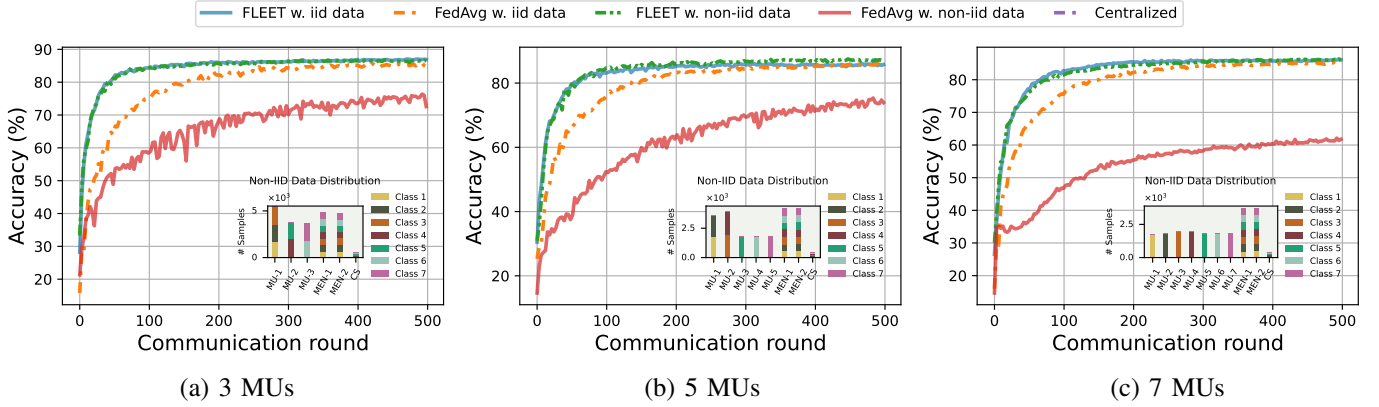 FLEET w. iid data FedAvg w. iid data FLEET w. non-iid data FedAvg w. non-iid data Centralized
Accuracy (%)
90
80
70
60
50
40
30
20
0 100 200 300 400 500
Communication round
Non-IID Data Distribution
×10³
# Samples
5
0
MU-1 MU-2 MU-3 MEN-1 MEN-2 CS
Class 1
Class 2
Class 3
Class 4
Class 5
Class 6
Class 7
(a) 3 MUs
Accuracy (%)
80
60
40
20
0 100 200 300 400 500
Communication round
Non-IID Data Distribution
×10³
# Samples
2.5
0.0
MU-1 MU-2 MU-3 MU-4 MU-5 MEN-1 MEN-2 CS
Class 1
Class 2
Class 3
Class 4
Class 5
Class 6
Class 7
(b) 5 MUs
Accuracy (%)
80
70
60
50
40
30
20
0 100 200 300 400 500
Communication round
Non-IID Data Distribution
×10³
# Samples
2.5
0.0
MU-1 MU-2 MU-3 MU-4 MU-5 MU-6 MU-7 MEN-1 MEN-2 CS
Class 1
Class 2
Class 3
Class 4
Class 5
Class 6
Class 7
(c) 7 MUs